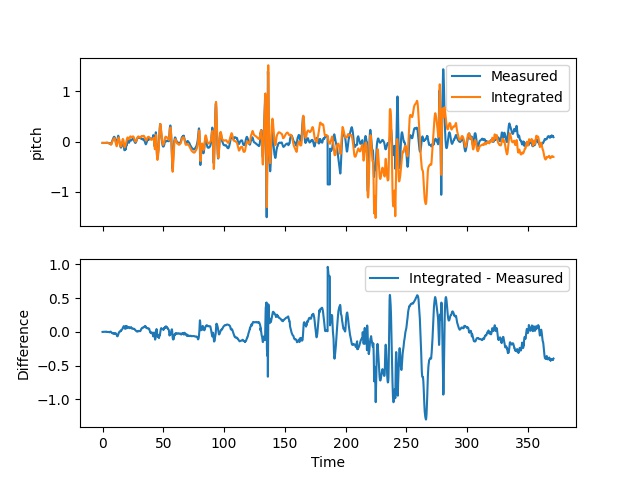 pitch
1
0
−1
Measured
Integrated
Difference
1.0
0.5
0.0
−0.5
−1.0
Integrated - Measured
0 50 100 150 200 250 300 350
Time